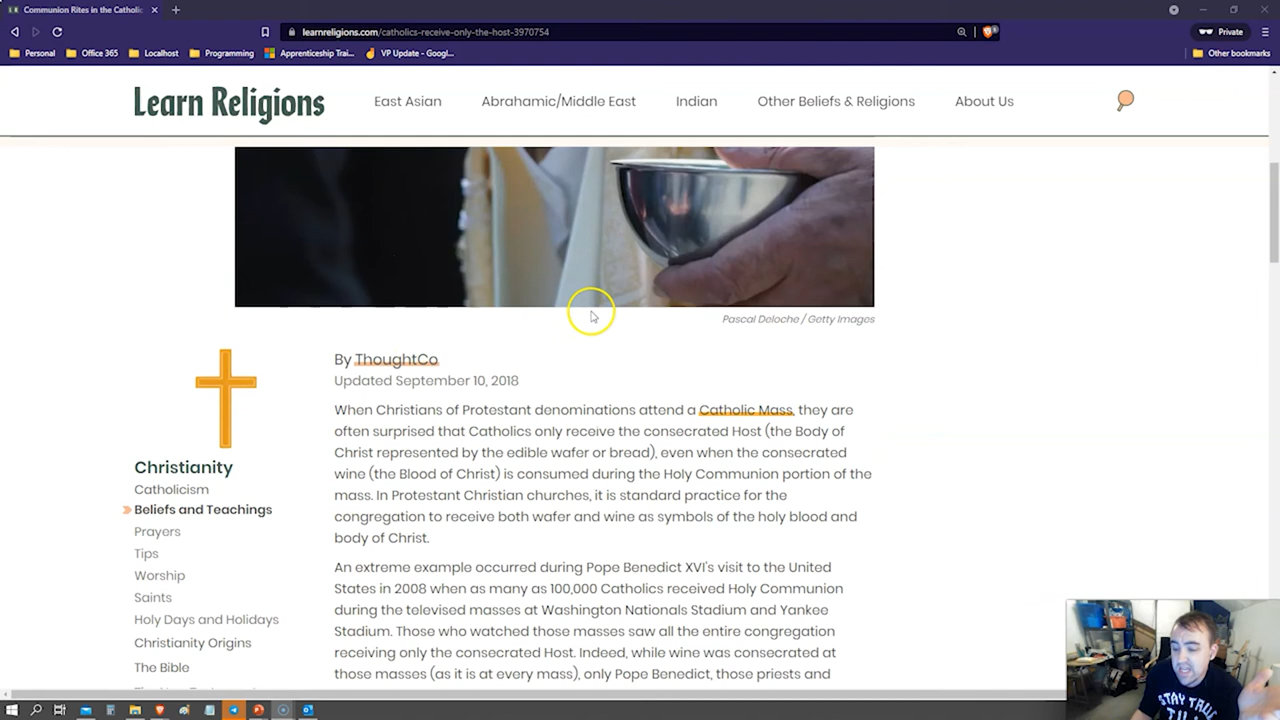 Communion Rites in the Catholic
learnreligions.com/catholics-receive-only-the-host-3970754
Private
Personal
Office 365
Localhost
Programming
Apprenticeship Trai...
VP Update - Googl...
Other bookmarks
Learn Religions
East Asian
Abrahamic/Middle East
Indian
Other Beliefs & Religions
About Us
Pascal Deloche / Getty Images
By ThoughtCo
Updated September 10, 2018
When Christians of Protestant denominations attend a Catholic Mass, they are
often surprised that Catholics only receive the consecrated Host (the Body of
Christ represented by the edible wafer or bread), even when the consecrated
wine (the Blood of Christ) is consumed during the Holy Communion portion of the
mass. In Protestant Christian churches, it is standard practice for the
congregation to receive both wafer and wine as symbols of the holy blood and
body of Christ.
An extreme example occurred during Pope Benedict XVI's visit to the United
States in 2008 when as many as 100,000 Catholics received Holy Communion
during the televised masses at Washington Nationals Stadium and Yankee
Stadium. Those who watched those masses saw all the entire congregation
receiving only the consecrated Host. Indeed, while wine was consecrated at
those masses (as it is at every mass), only Pope Benedict, those priests and
Christianity
Catholicism
Beliefs and Teachings
Prayers
Tips
Worship
Saints
Holy Days and Holidays
Christianity Origins
The Bible
STAY TRUE